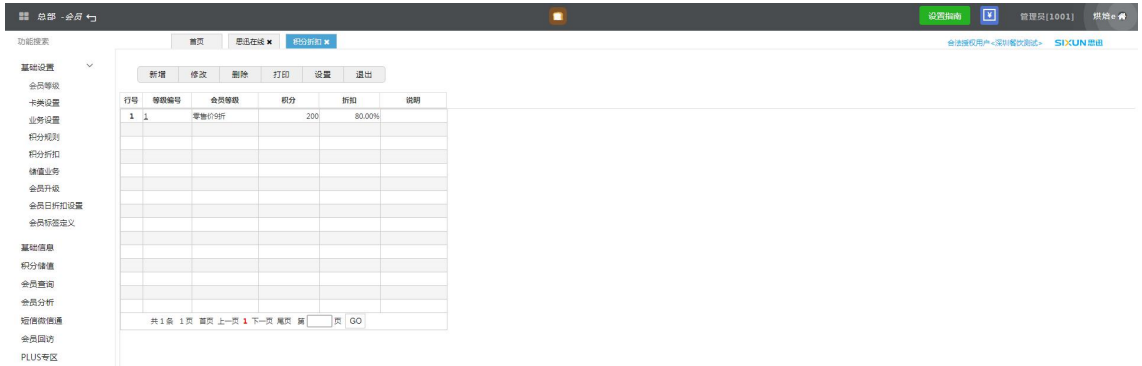 总部 -会员
设置指南 管理员[1001] 烘焙e
功能搜索 首页 思迅在线 积分折扣 合法授权用户<深圳餐饮测试> SIXUN思迅
基础设置
会员等级
卡类设置
业务设置
积分规则
积分折扣
储值业务
会员升级
会员日折扣设置
会员标签定义
基础信息
积分储值
会员查询
会员分析
短信微信通
会员回访
PLUS专区
新增 修改 删除 打印 设置 退出
行号 等级编号 会员等级 积分 折扣 说明
1 1 零售价9折 200 80.00%
共1条 1页 首页 上一页 1 下一页 尾页 第 页 GO